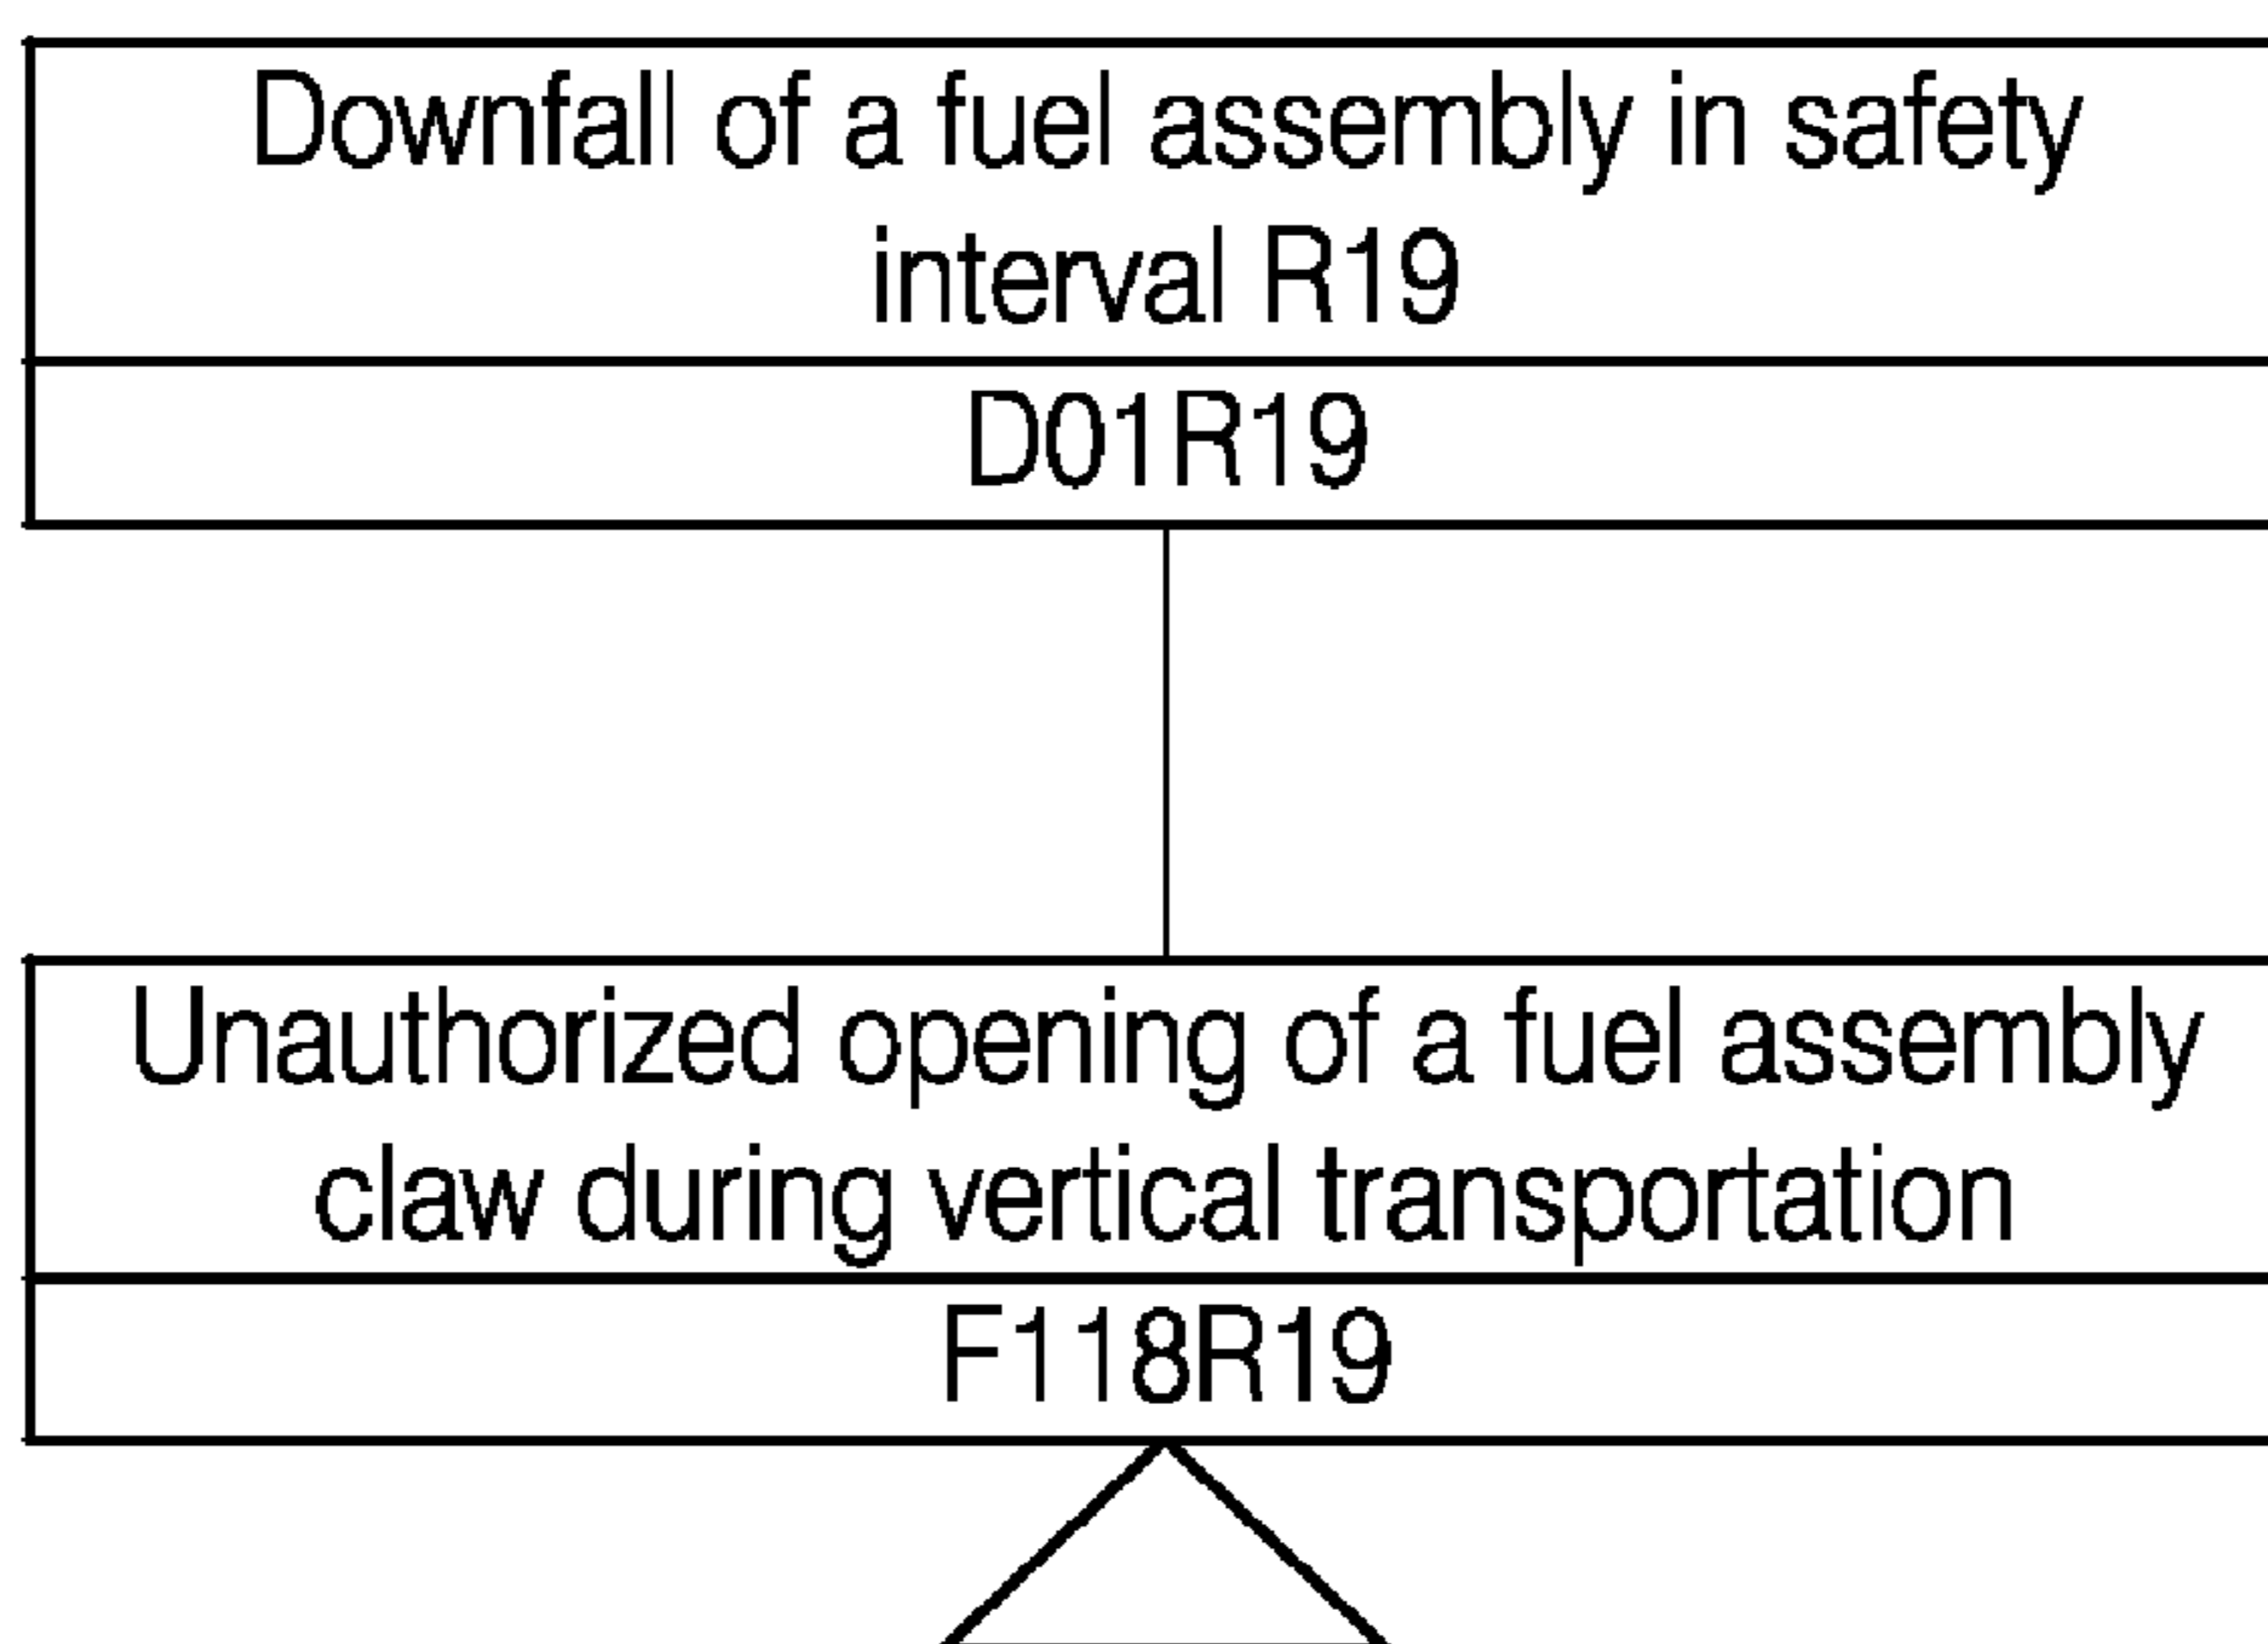 Downfall of a fuel assembly in safety
interval R19
D01R19
Unauthorized opening of a fuel assembly
claw during vertical transportation
F118R19